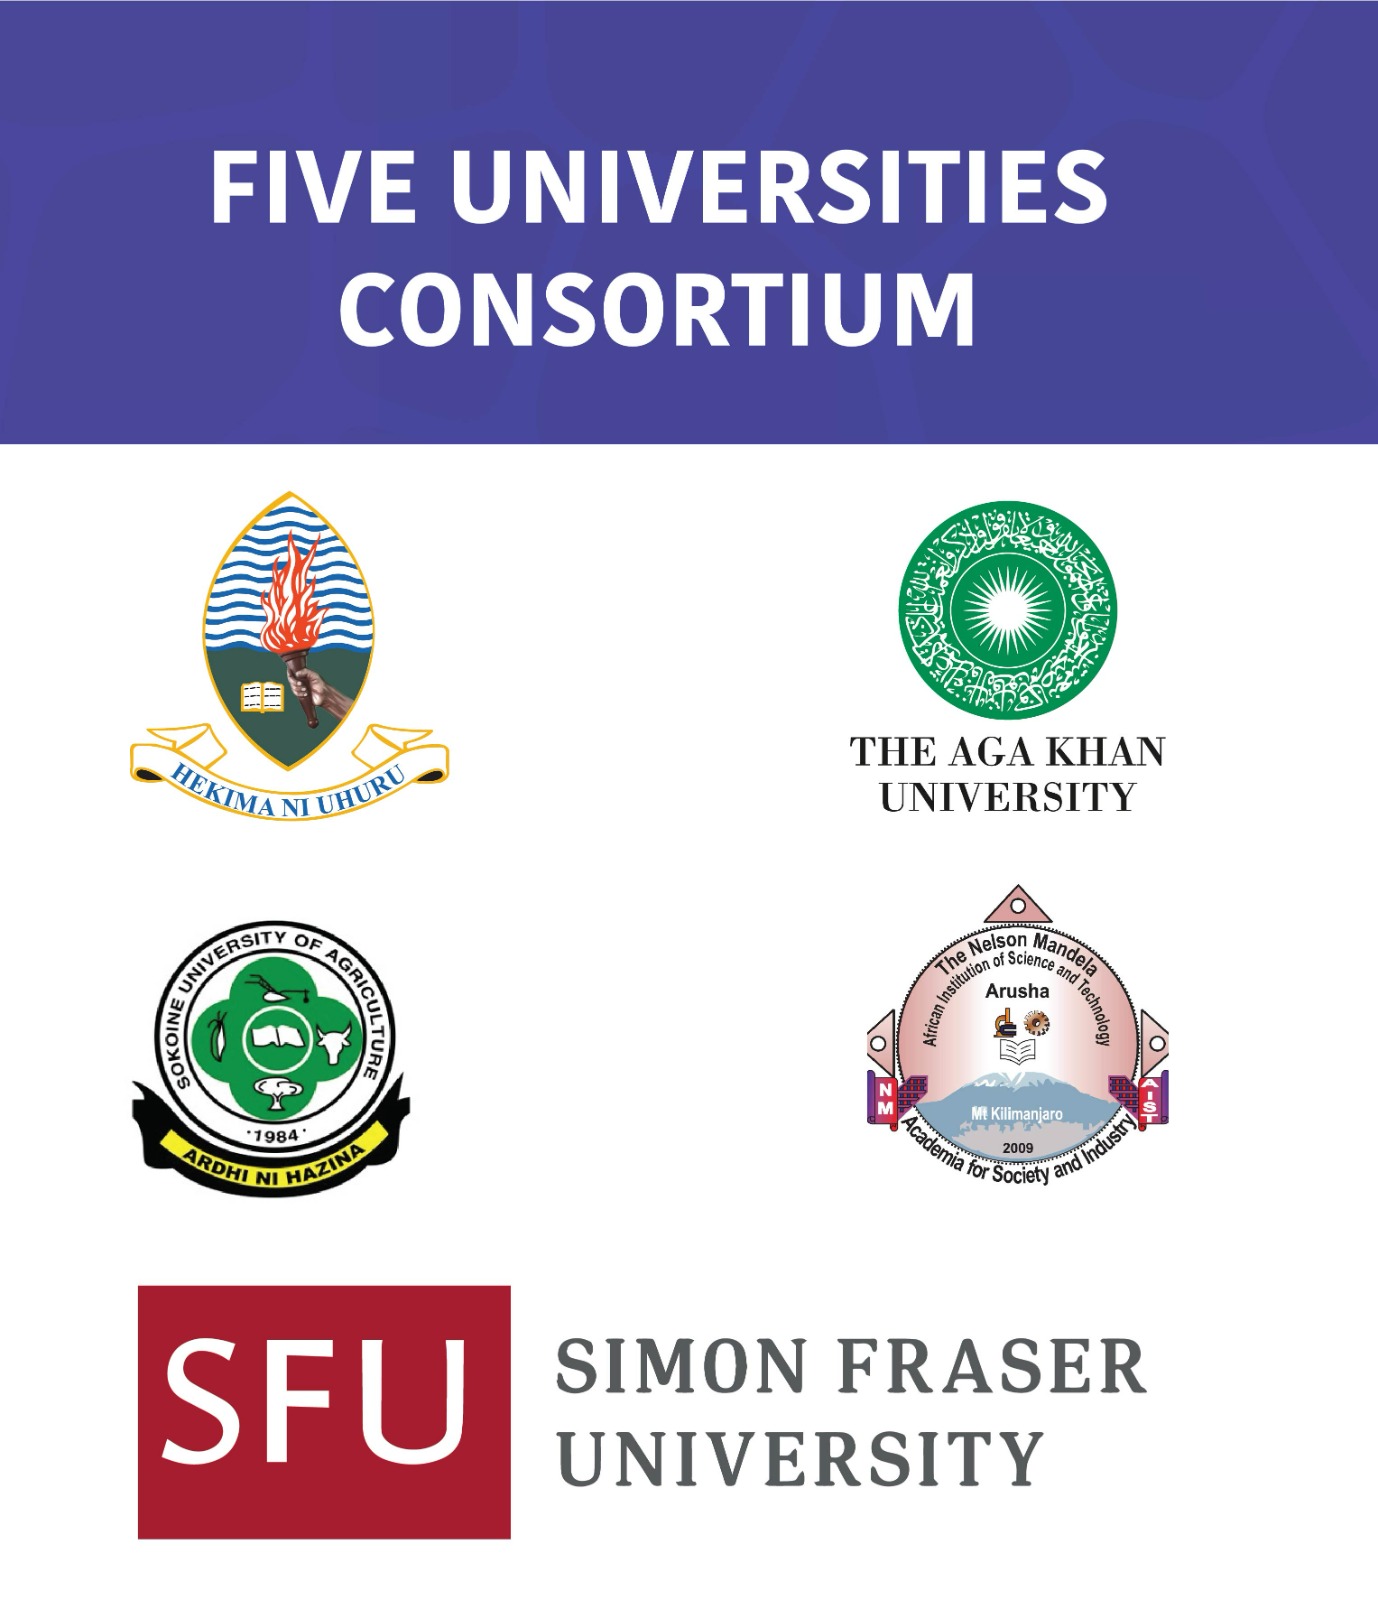 FIVE UNIVERSITIES
CONSORTIUM
HEKIMA NI UHURU
THE AGA KHAN
UNIVERSITY
SOKOINE UNIVERSITY OF AGRICULTURE
·1984·
ARDHI NI HAZINA
The Nelson Mandela
African Institution of Science and Technology
Arusha
NM
AIST
Mt Kilimanjaro
2009
Academia for Society and Industry
SFU
SIMON FRASER
UNIVERSITY